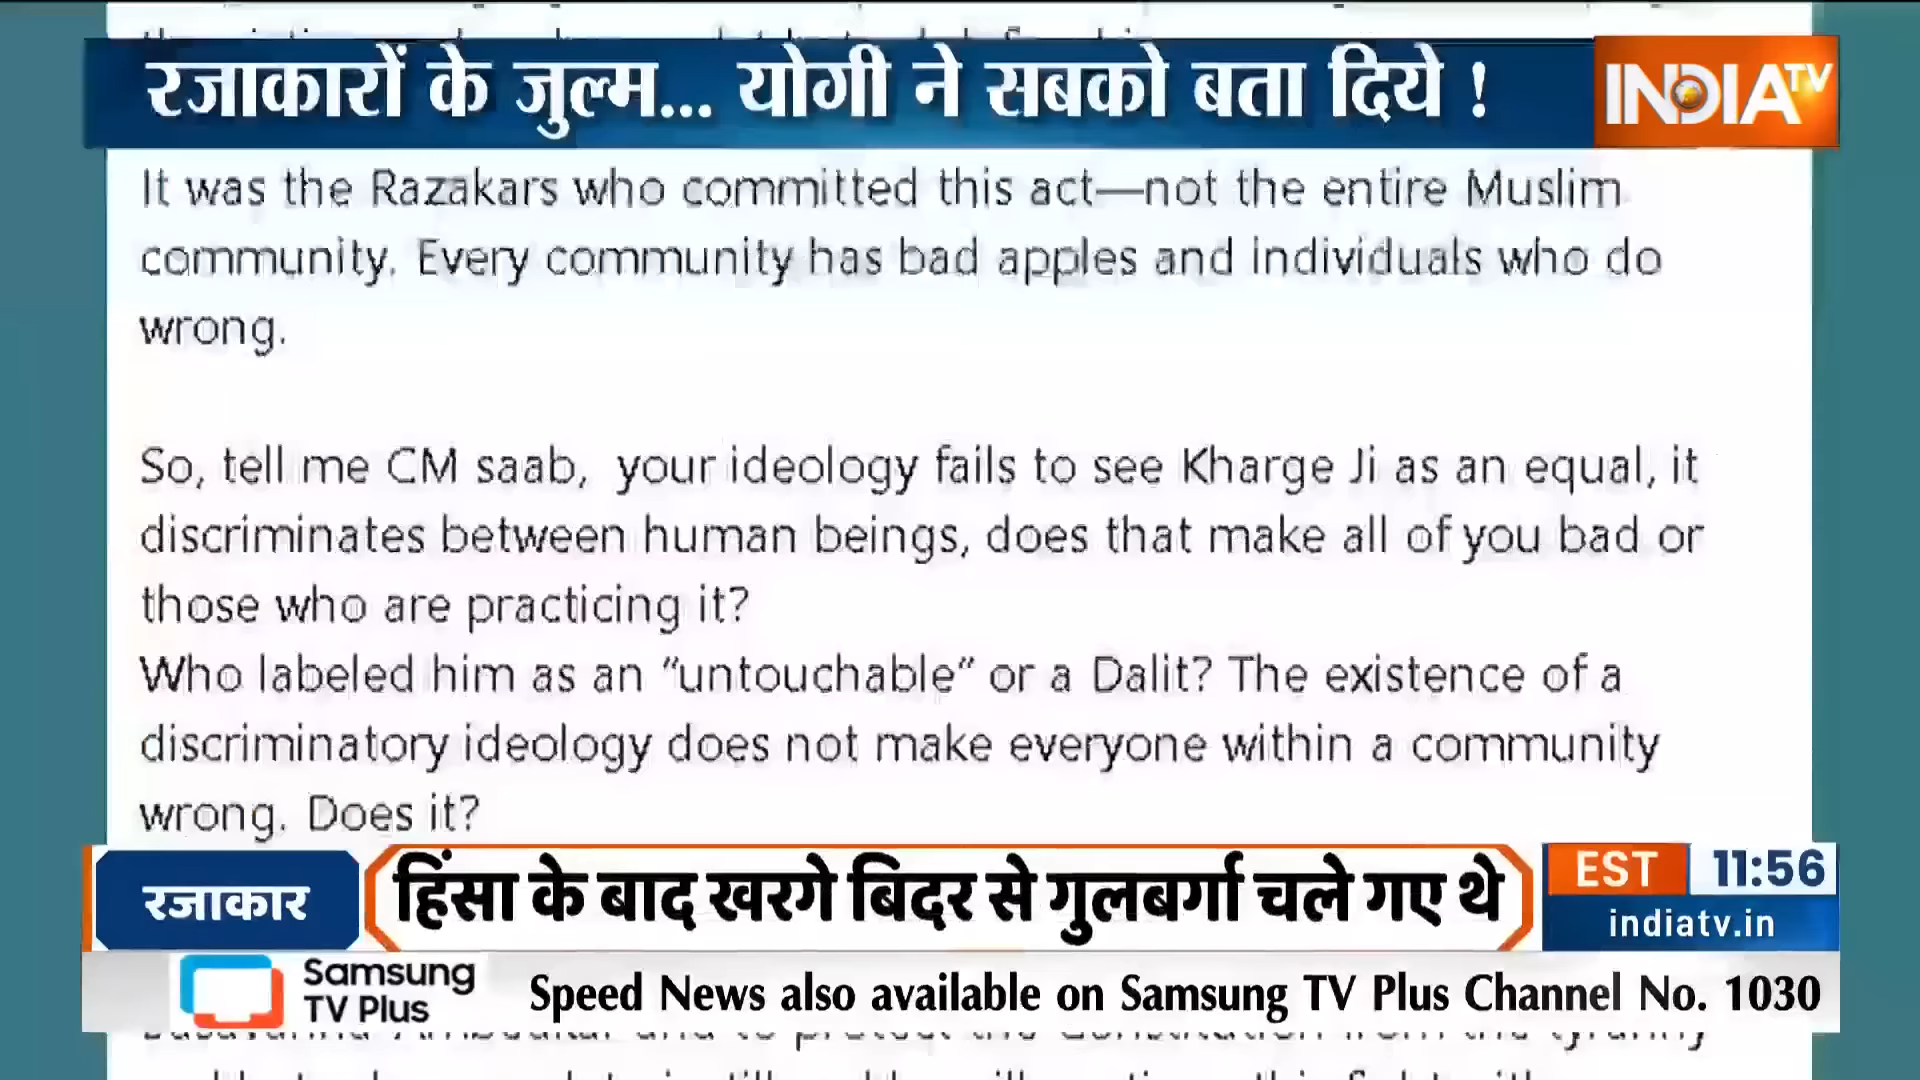 रजाकारों के जुल्म... योगी ने सबको बता दिये !
INDIA TV
It was the Razakars who committed this act—not the entire Muslim
community. Every community has bad apples and individuals who do
wrong.
So, tell me CM saab, your ideology fails to see Kharge Ji as an equal, it
discriminates between human beings, does that make all of you bad or
those who are practicing it?
Who labeled him as an “untouchable” or a Dalit? The existence of a
discriminatory ideology does not make everyone within a community
wrong. Does it?
रजाकार
हिंसा के बाद खरगे बिदर से गुलबर्गा चले गए थे
EST 11:56
indiatv.in
Samsung
TV Plus
Speed News also available on Samsung TV Plus Channel No. 1030